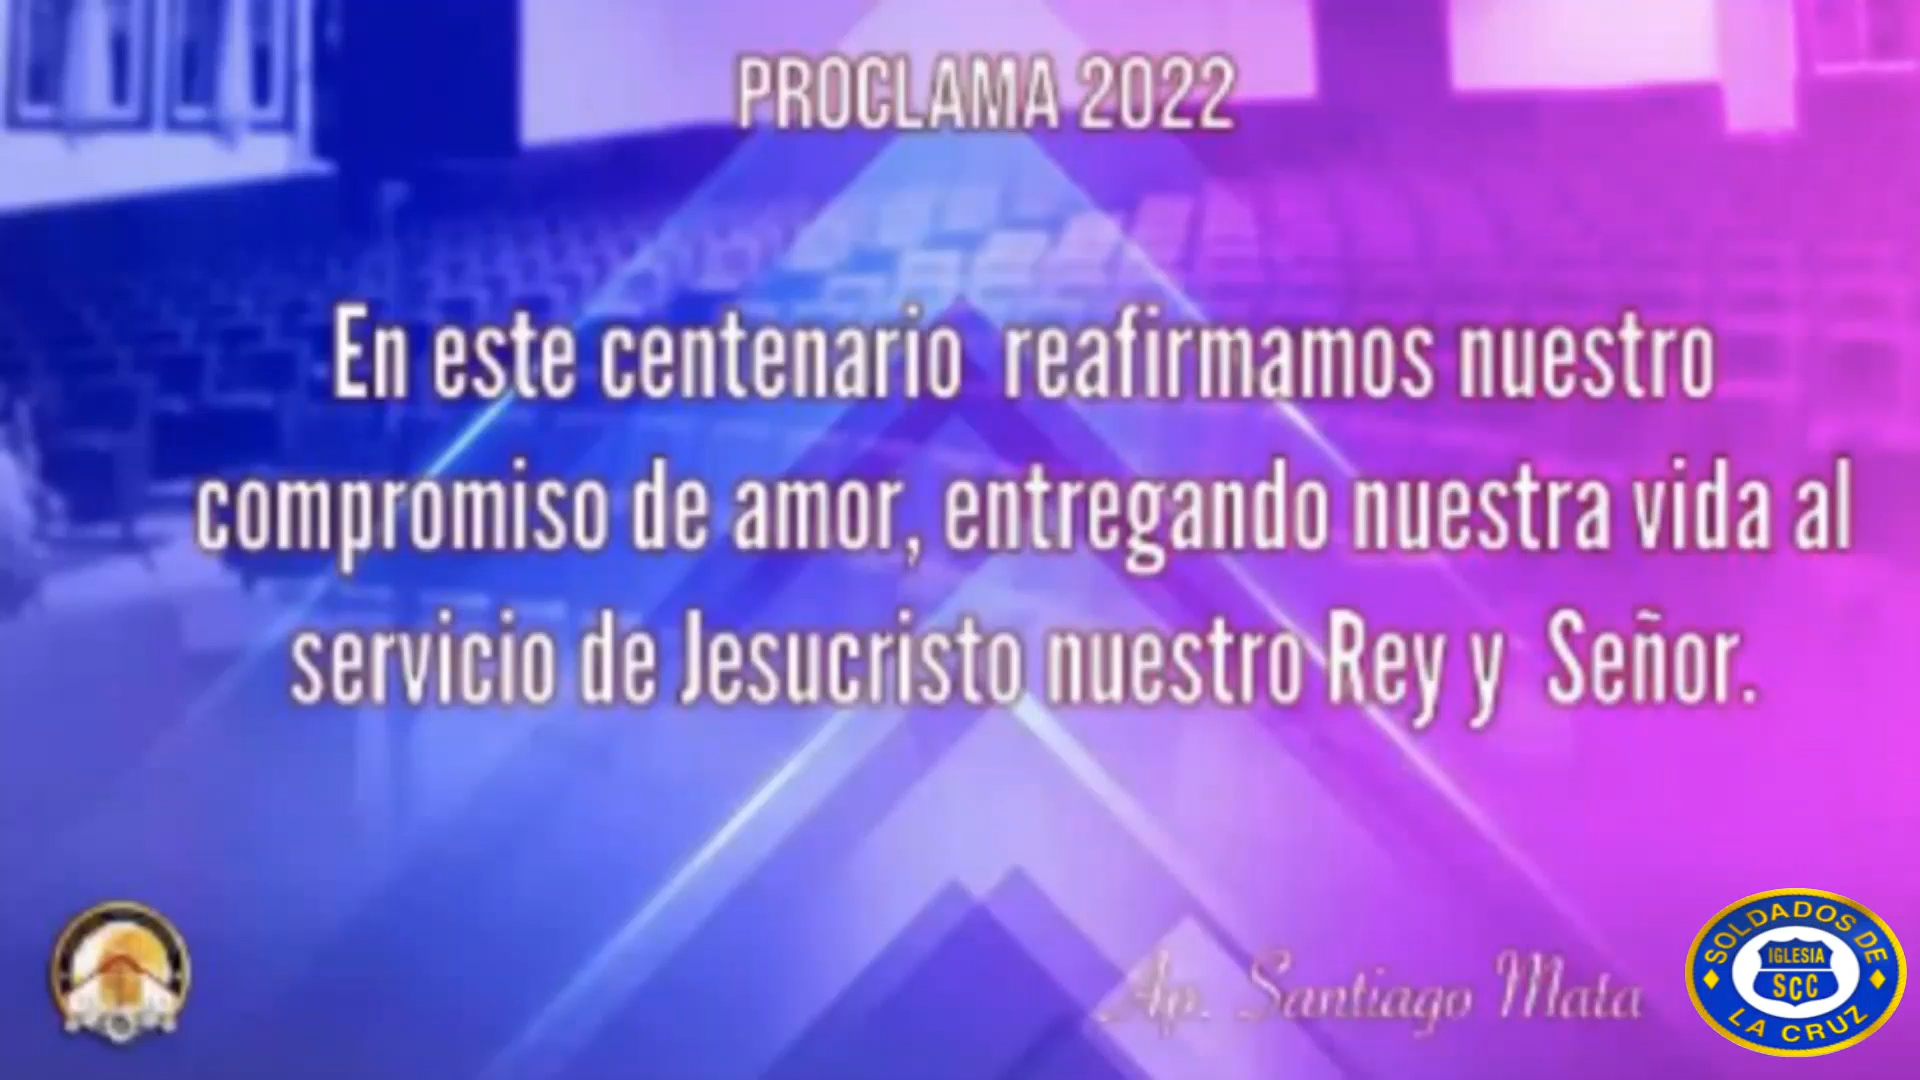 PROCLAMA 2022
En este centenario reafirmamos nuestro
compromiso de amor, entregando nuestra vida al
servicio de Jesucristo nuestro Rey y Señor.
Ap. Santiago Mata
SOLDADOS DE
IGLESIA
SCC
LA CRUZ